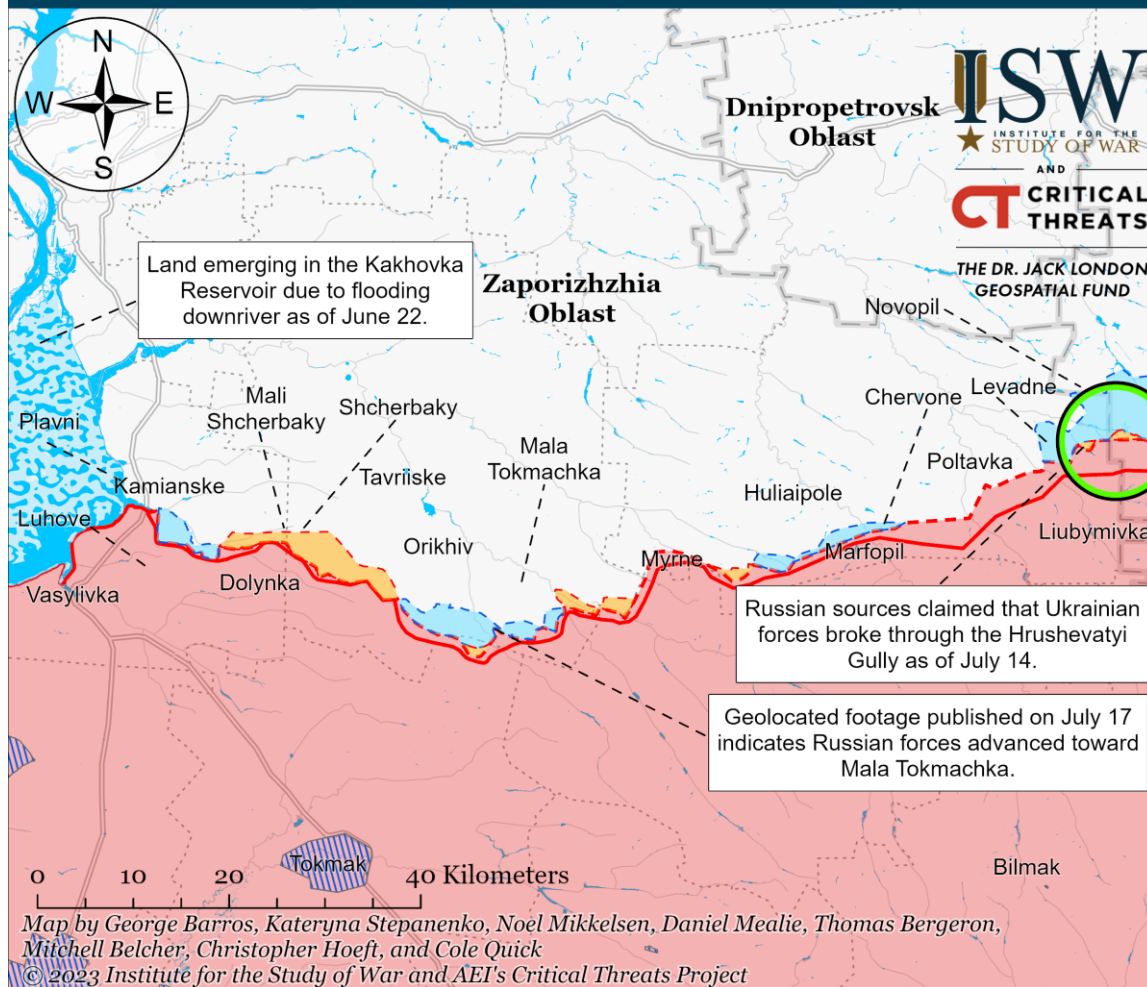 N
W
E
S
Dnipropetrovsk
Oblast
ISW
INSTITUTE FOR THE
STUDY OF WAR
AND
CT CRITICAL
THREATS
THE DR. JACK LONDON
GEOSPATIAL FUND
Land emerging in the Kakhovka
Reservoir due to flooding
downriver as of June 22.
Zaporizhzhia
Oblast
Novopil
Levadne
Chervone
Mali
Shcherbaky
Shcherbaky
Plavni
Mala
Tokmachka
Tavriiske
Poltavka
Kamianske
Huliaipole
Luhove
Orikhiv
Liubymivka
Marfopil
Myrne
Dolynka
Vasylivka
Russian sources claimed that Ukrainian
forces broke through the Hrushevatyi
Gully as of July 14.
Geolocated footage published on July 17
indicates Russian forces advanced toward
Mala Tokmachka.
Tokmak
Bilmak
0 10 20 40 Kilometers
Map by George Barros, Kateryna Stepanenko, Noel Mikkelsen, Daniel Mealie, Thomas Bergeron,
Mitchell Belcher, Christopher Hoeft, and Cole Quick
© 2023 Institute for the Study of War and AEI's Critical Threats Project